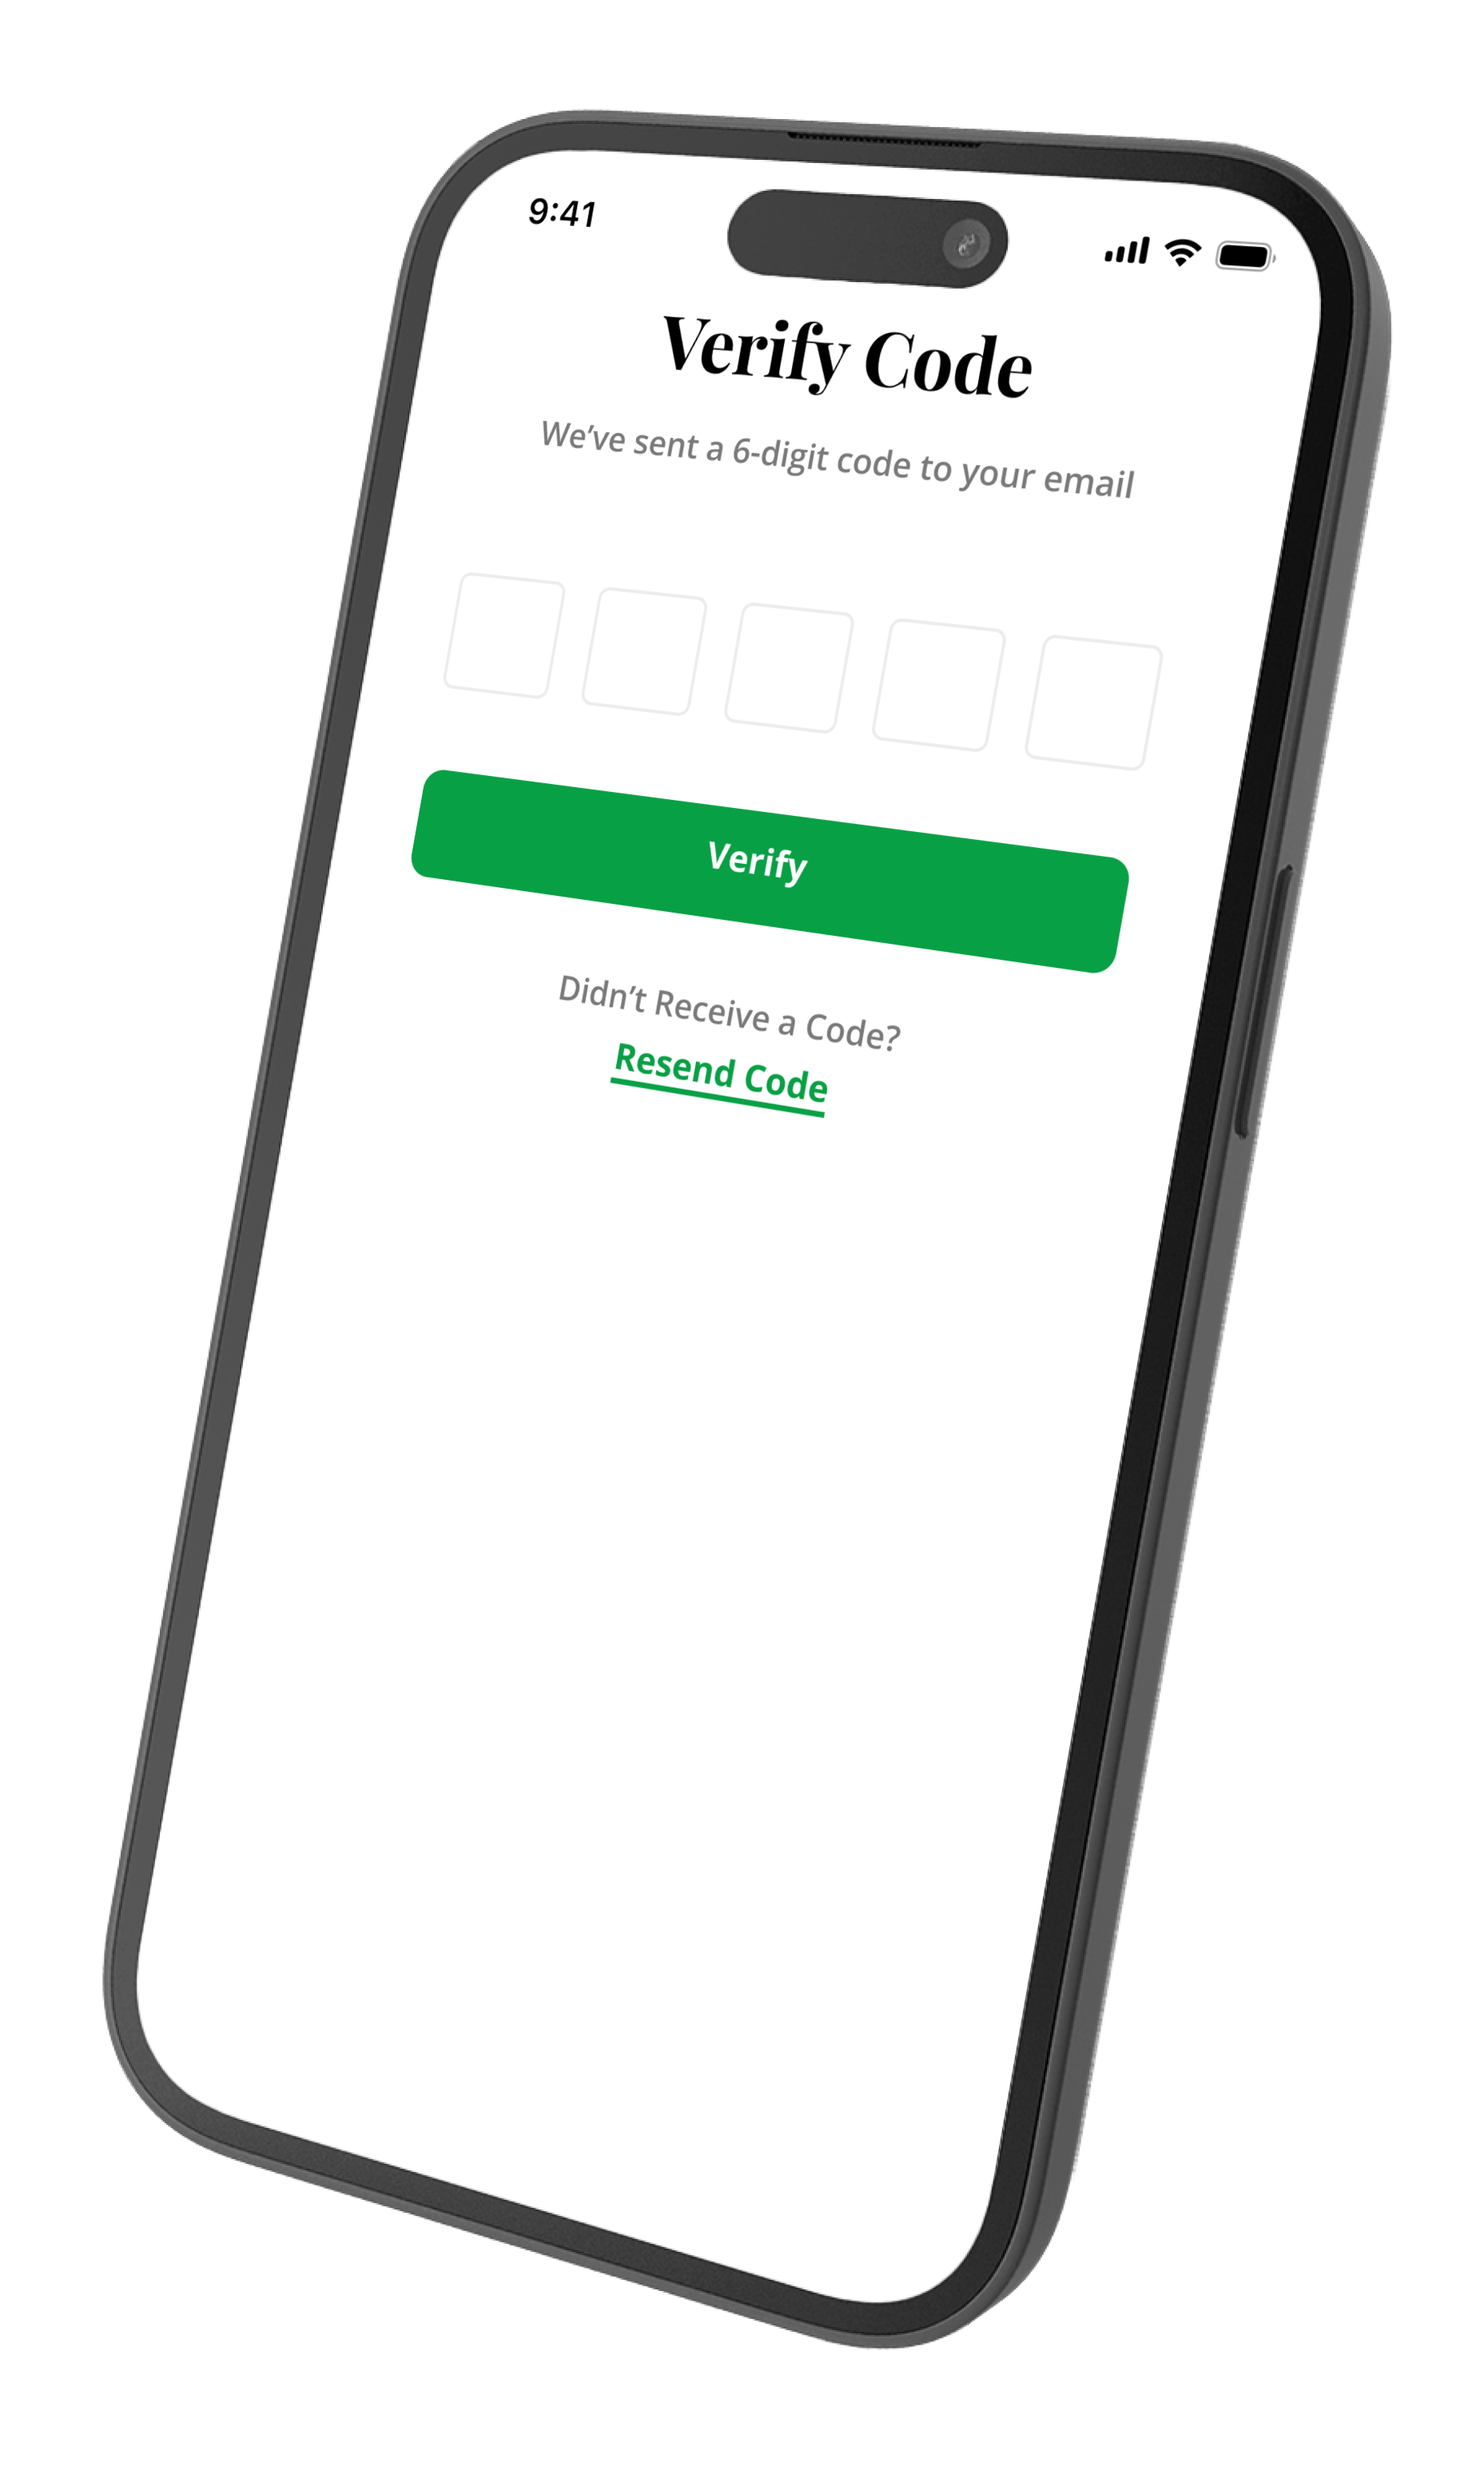 9:41
Verify Code
We’ve sent a 6-digit code to your email
Verify
Didn’t Receive a Code?
Resend Code